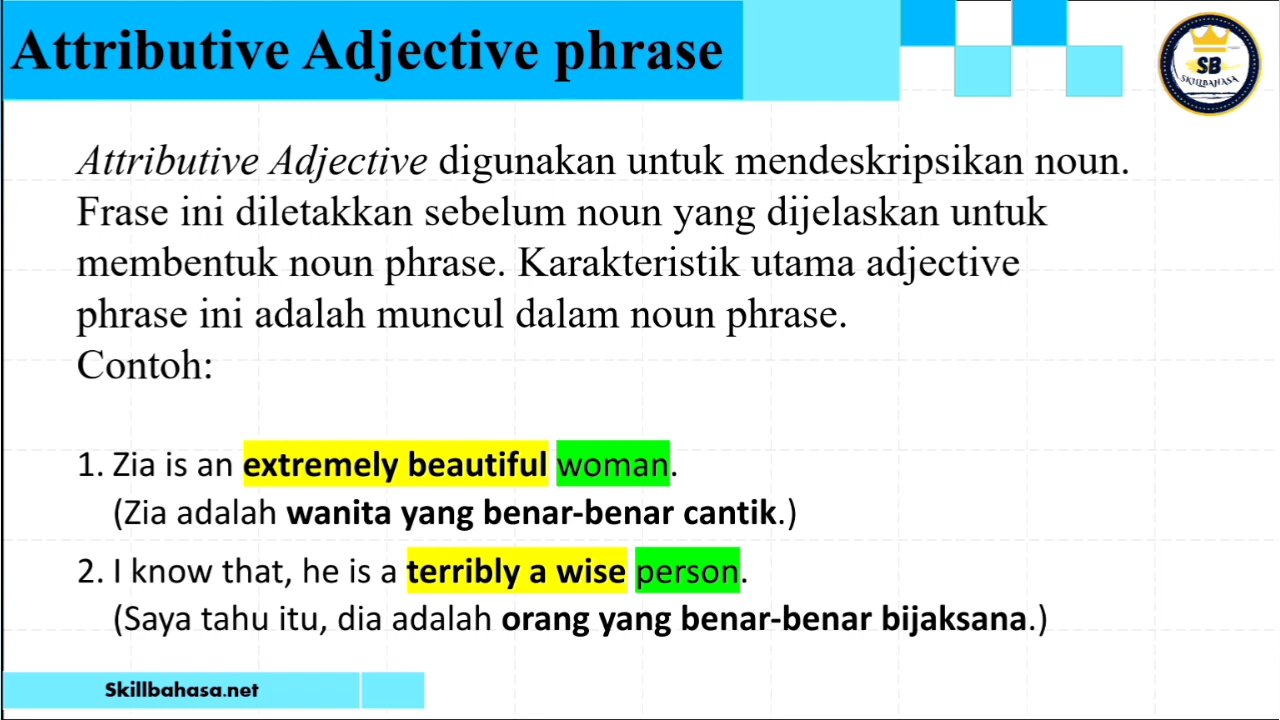 Attributive Adjective phrase
SB
SKILLBAHASA
Attributive Adjective digunakan untuk mendeskripsikan noun.
Frase ini diletakkan sebelum noun yang dijelaskan untuk
membentuk noun phrase. Karakteristik utama adjective
phrase ini adalah muncul dalam noun phrase.
Contoh:
1. Zia is an extremely beautiful woman.
(Zia adalah wanita yang benar-benar cantik.)
2. I know that, he is a terribly a wise person.
(Saya tahu itu, dia adalah orang yang benar-benar bijaksana.)
Skillbahasa.net